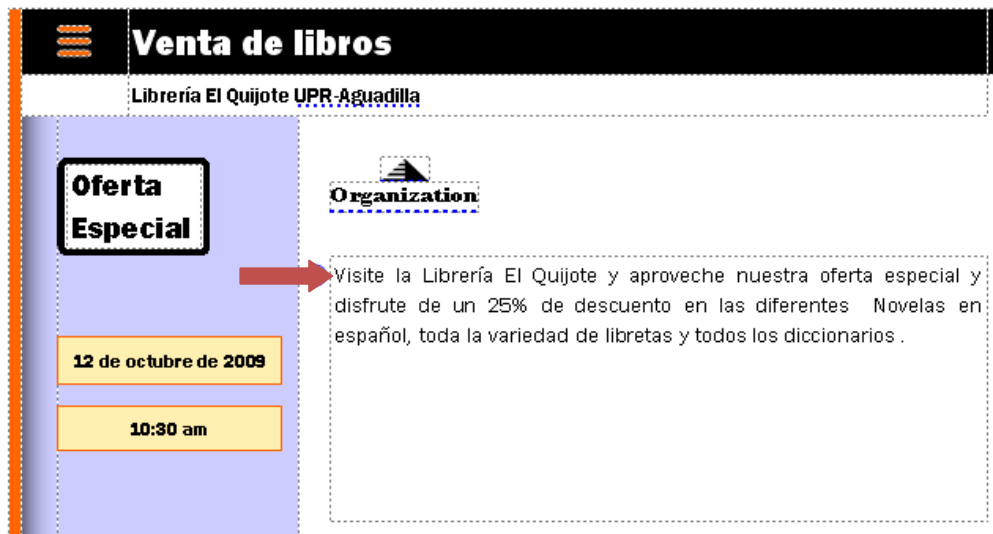 Venta de libros
Librería El Quijote UPR-Aguadilla
Oferta
Especial
Organization
Visite la Librería El Quijote y aproveche nuestra oferta especial y
disfrute de un 25% de descuento en las diferentes Novelas en
español, toda la variedad de libretas y todos los diccionarios .
12 de octubre de 2009
10:30 am